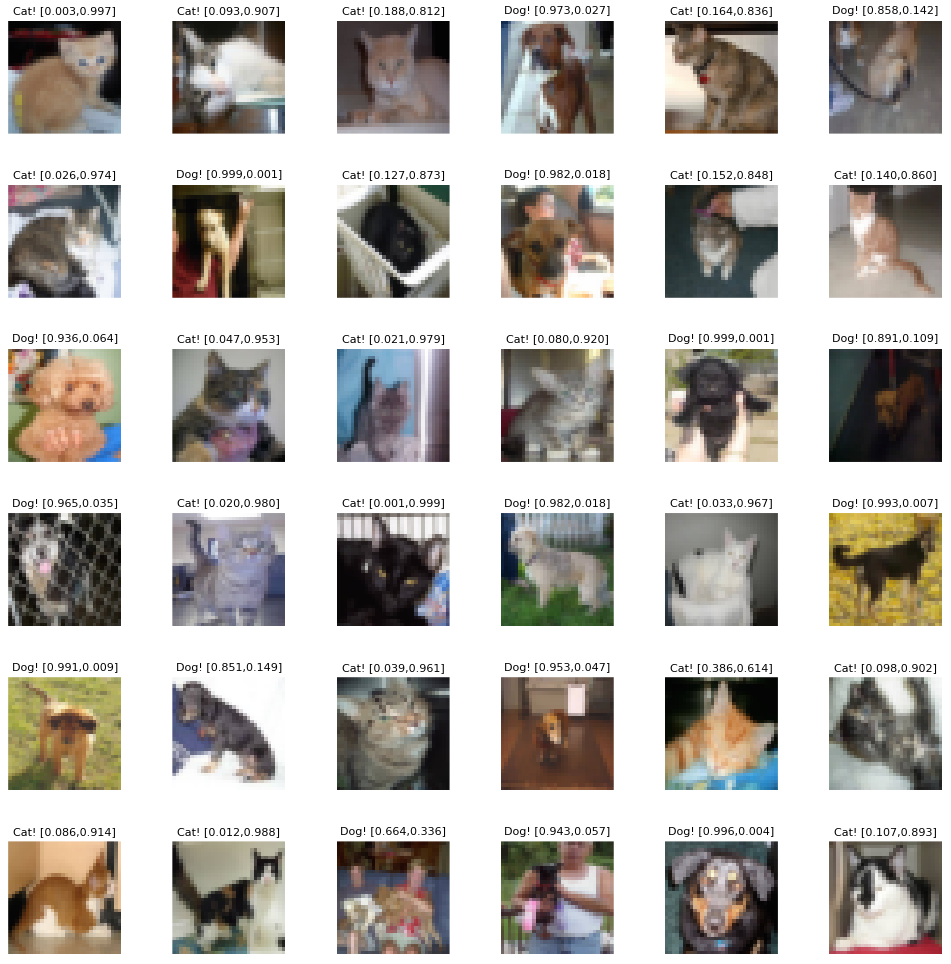 Cat! [0.003,0.997] Cat! [0.093,0.907] Cat! [0.188,0.812] Dog! [0.973,0.027] Cat! [0.164,0.836] Dog! [0.858,0.142]
Cat! [0.026,0.974] Dog! [0.999,0.001] Cat! [0.127,0.873] Dog! [0.982,0.018] Cat! [0.152,0.848] Cat! [0.140,0.860]
Dog! [0.936,0.064] Cat! [0.047,0.953] Cat! [0.021,0.979] Cat! [0.080,0.920] Dog! [0.999,0.001] Dog! [0.891,0.109]
Dog! [0.965,0.035] Cat! [0.020,0.980] Cat! [0.001,0.999] Dog! [0.982,0.018] Cat! [0.033,0.967] Dog! [0.993,0.007]
Dog! [0.991,0.009] Dog! [0.851,0.149] Cat! [0.039,0.961] Dog! [0.953,0.047] Cat! [0.386,0.614] Cat! [0.098,0.902]
Cat! [0.086,0.914] Cat! [0.012,0.988] Dog! [0.664,0.336] Dog! [0.943,0.057] Dog! [0.996,0.004] Cat! [0.107,0.893]